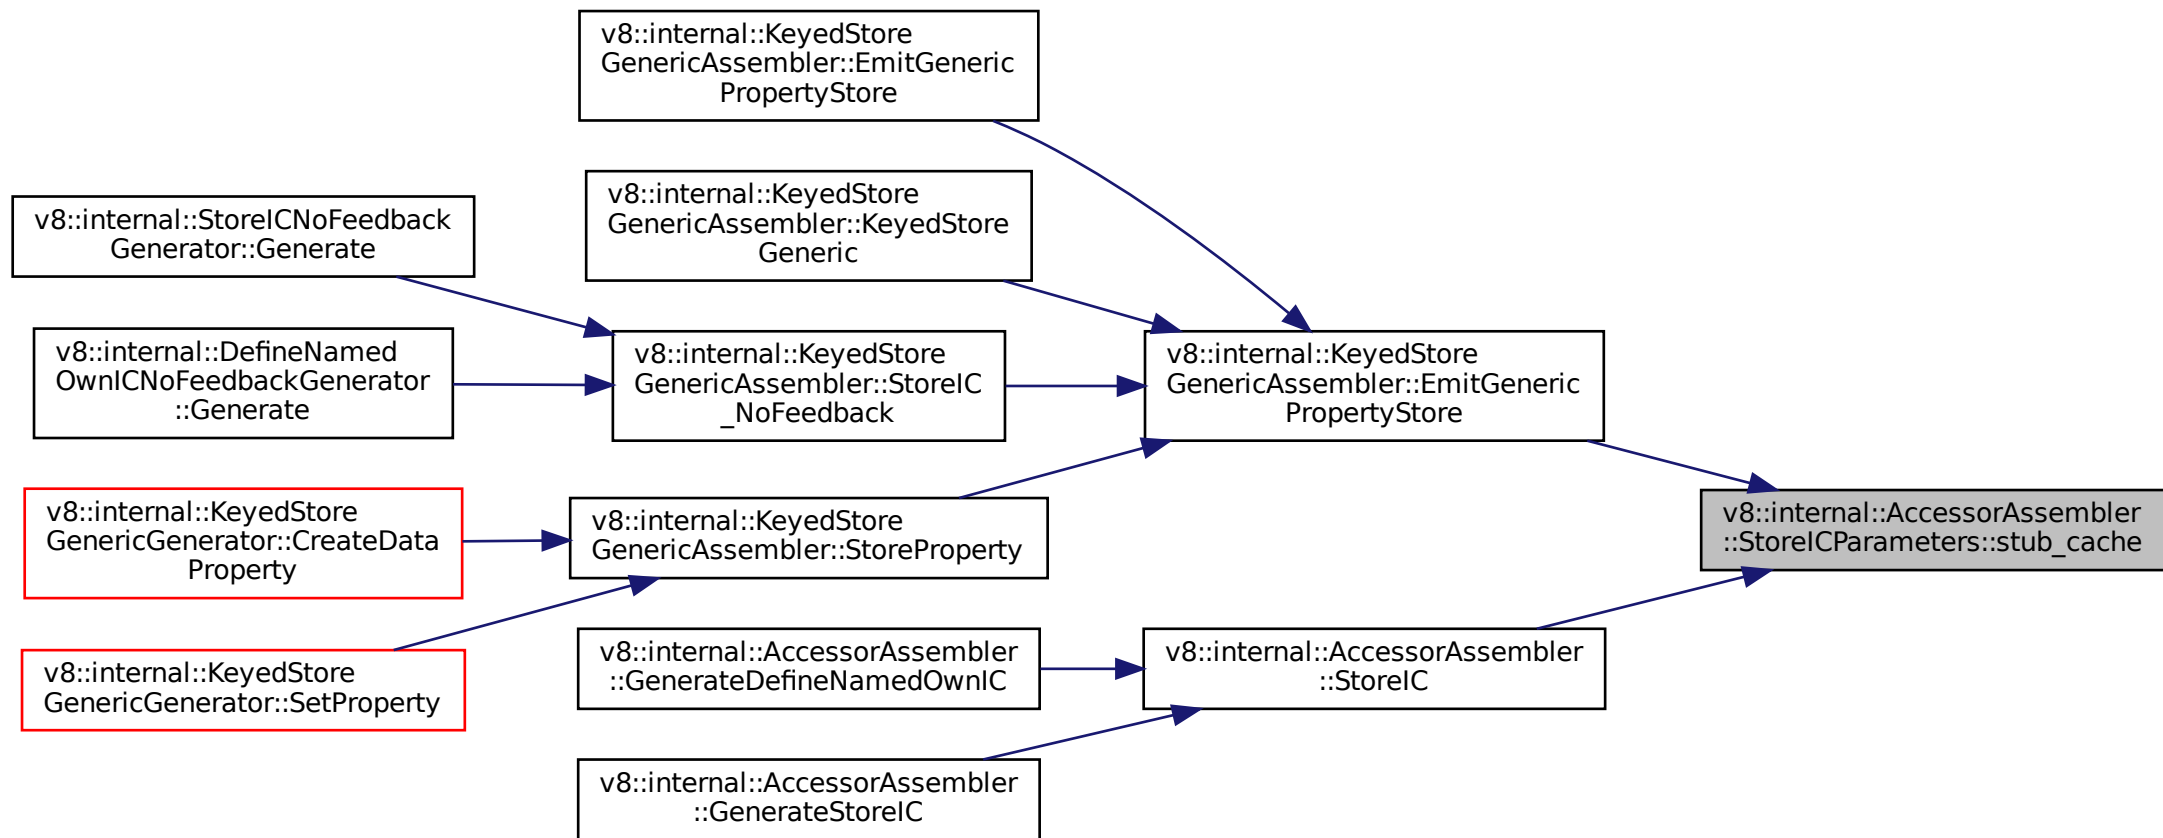 v8::internal::KeyedStore
GenericAssembler::EmitGeneric
PropertyStore
v8::internal::KeyedStore
GenericAssembler::KeyedStore
Generic
v8::internal::StoreICNoFeedback
Generator::Generate
v8::internal::DefineNamed
OwnICNoFeedbackGenerator
::Generate
v8::internal::KeyedStore
GenericAssembler::StoreIC
_NoFeedback
v8::internal::KeyedStore
GenericAssembler::EmitGeneric
PropertyStore
v8::internal::KeyedStore
GenericGenerator::CreateData
Property
v8::internal::KeyedStore
GenericAssembler::StoreProperty
v8::internal::AccessorAssembler
::StoreICParameters::stub_cache
v8::internal::KeyedStore
GenericGenerator::SetProperty
v8::internal::AccessorAssembler
::GenerateDefineNamedOwnIC
v8::internal::AccessorAssembler
::StoreIC
v8::internal::AccessorAssembler
::GenerateStoreIC